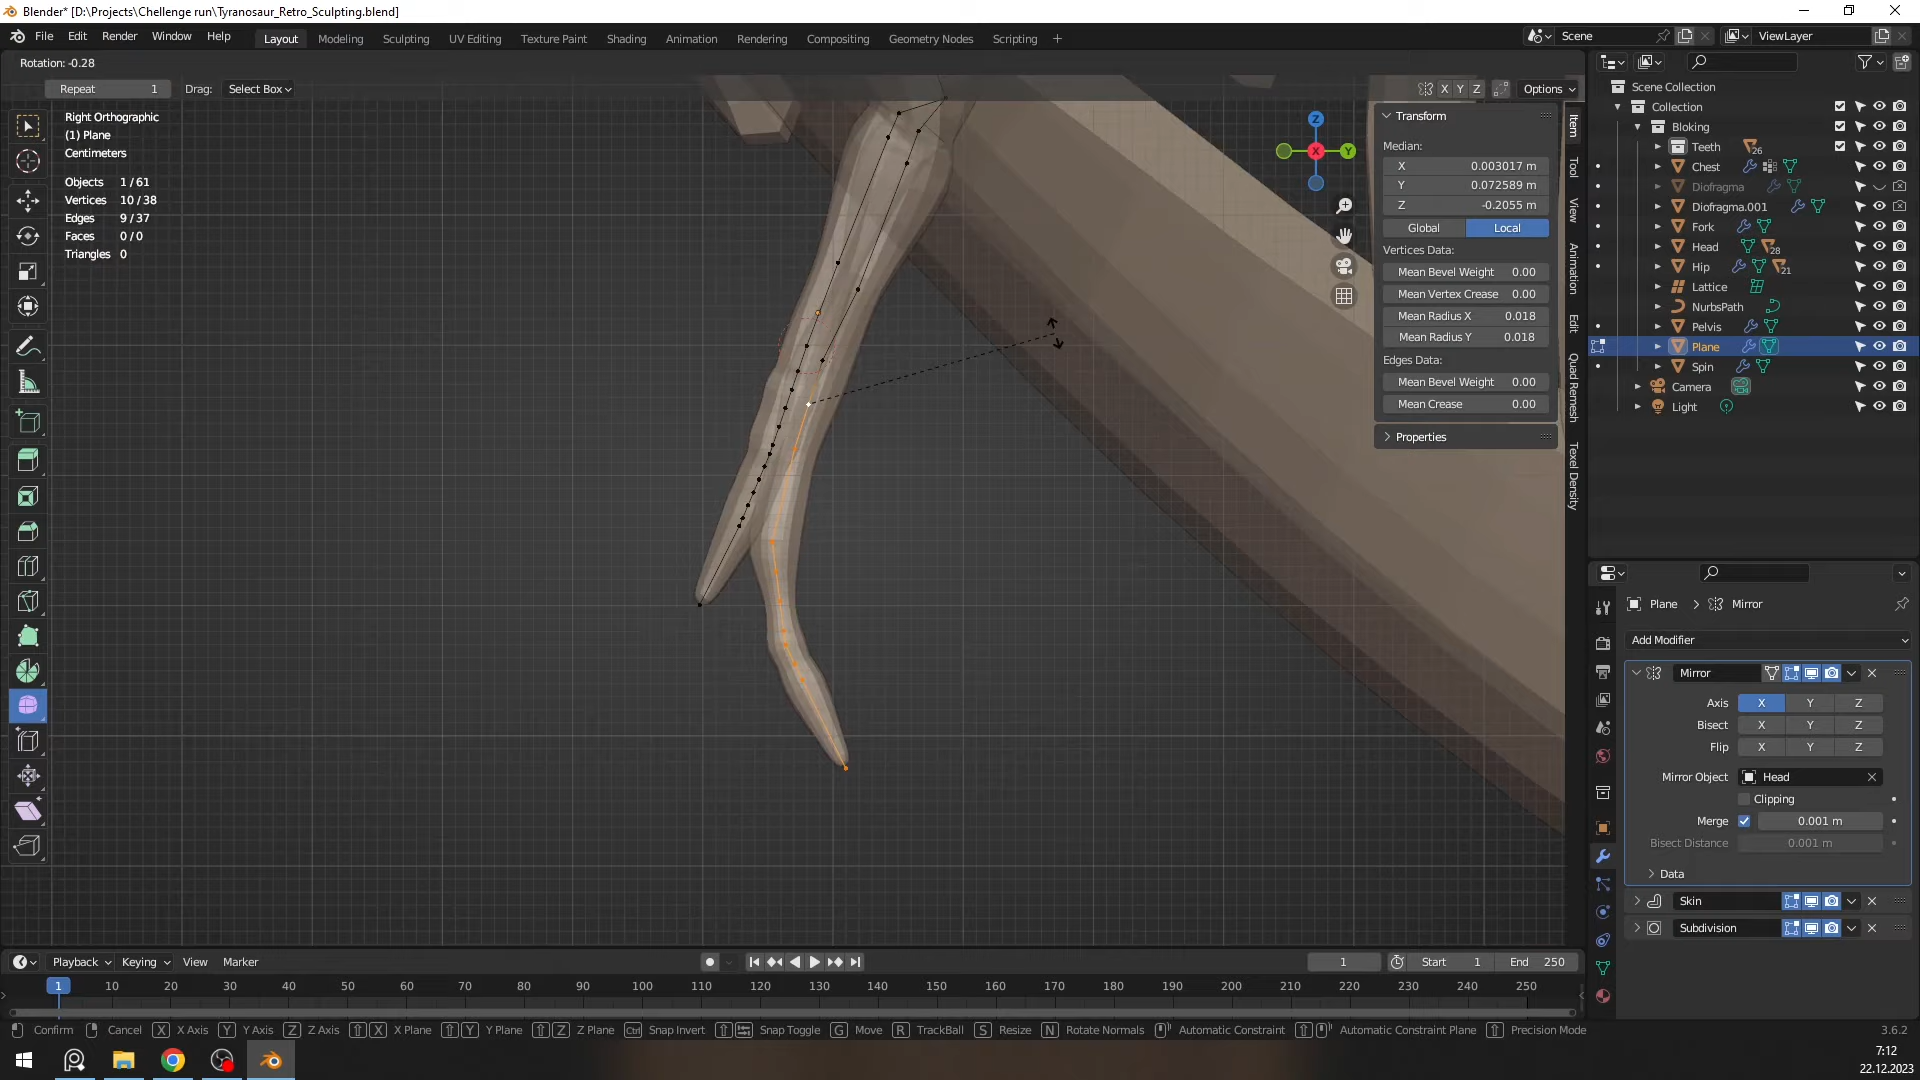 Blender* [D:\Projects\Chellenge run\Tyranosaur_Retro_Sculpting.blend]
File Edit Render Window Help Layout Modeling Sculpting UV Editing Texture Paint Shading Animation Rendering Compositing Geometry Nodes Scripting + Scene ViewLayer
Rotation: -0.28
Repeat 1 Drag: Select Box X Y Z Options
Right Orthographic
(1) Plane
Centimeters
Objects 1 / 61
Vertices 10 / 38
Edges 9 / 37
Faces 0 / 0
Triangles 0
Z
X
Y
Transform
Median:
X 0.003017 m
Y 0.072589 m
Z -0.2055 m
Global Local
Vertices Data:
Mean Bevel Weight 0.00
Mean Vertex Crease 0.00
Mean Radius X 0.018
Mean Radius Y 0.018
Edges Data:
Mean Bevel Weight 0.00
Mean Crease 0.00
Properties
Item
Tool
View
Animation
Edit
Quad Remesh
Texel Density
Scene Collection
Collection
Bloking
Teeth 26
Chest
Diofragma
Diofragma.001
Fork
Head 28
Hip 21
Lattice
NurbsPath
Pelvis
Plane
Spin
Camera
Light
Plane > Mirror
Add Modifier
Mirror
Axis X Y Z
Bisect X Y Z
Flip X Y Z
Mirror Object Head
Clipping
Merge 0.001 m
Bisect Distance 0.001 m
Data
Skin
Subdivision
Playback Keying View Marker 1 Start 1 End 250
1 10 20 30 40 50 60 70 80 90 100 110 120 130 140 150 160 170 180 190 200 210 220 230 240 250
Confirm Cancel X X Axis Y Y Axis Z Z Axis X X Plane Y Y Plane Z Z Plane Ctrl Snap Invert Snap Toggle G Move R TrackBall S Resize N Rotate Normals Automatic Constraint Automatic Constraint Plane Precision Mode 3.6.2
7:12
22.12.2023